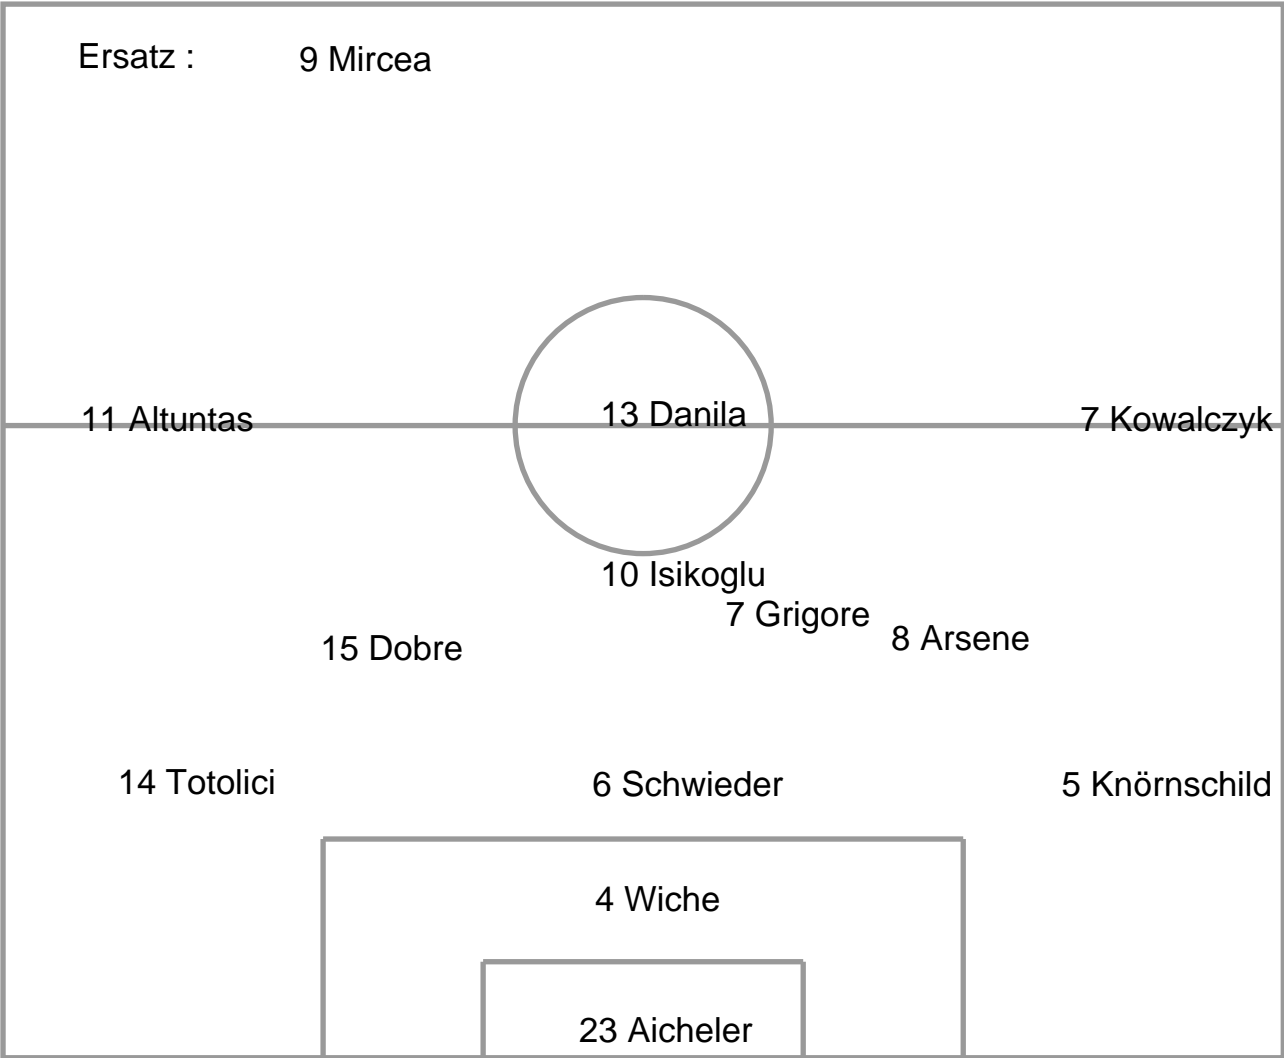 Ersatz : 9 Mircea
11 Altuntas 13 Danila 7 Kowalczyk
10 Isikoglu
7 Grigore
8 Arsene
15 Dobre
14 Totolici 6 Schwieder 5 Knörnschild
4 Wiche
23 Aicheler